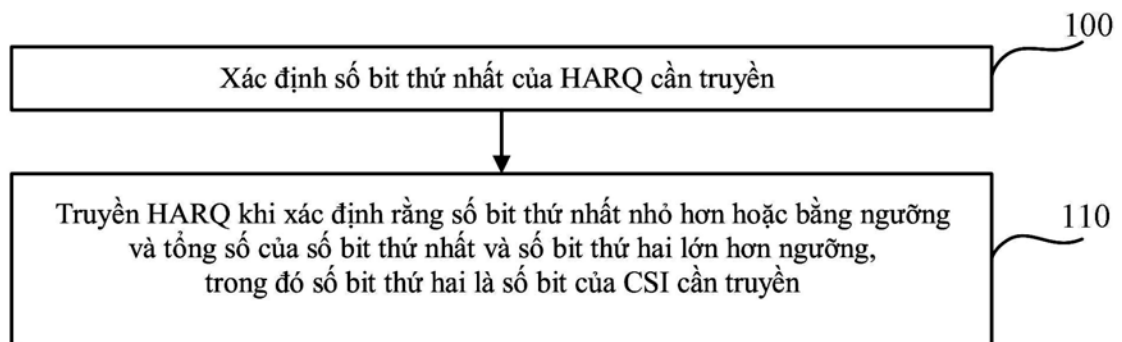 100
Xác định số bit thứ nhất của HARQ cần truyền
Truyền HARQ khi xác định rằng số bit thứ nhất nhỏ hơn hoặc bằng ngưỡng
và tổng số của số bit thứ nhất và số bit thứ hai lớn hơn ngưỡng,
trong đó số bit thứ hai là số bit của CSI cần truyền
110